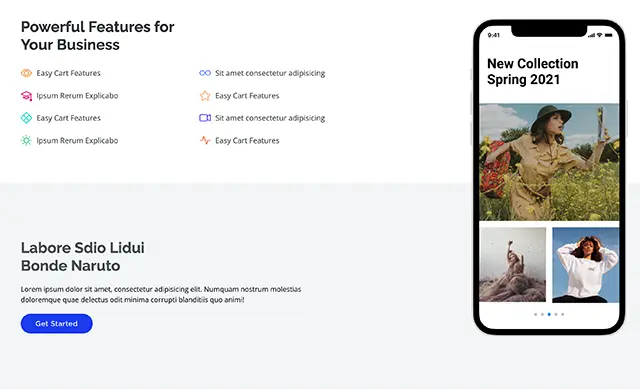 Powerful Features for
Your Business
Easy Cart Features
Sit amet consectetur adipisicing
Ipsum Rerum Explicabo
Easy Cart Features
Easy Cart Features
Sit amet consectetur adipisicing
Ipsum Rerum Explicabo
Easy Cart Features
9:41
New Collection
Spring 2021
Labore Sdio Lidui
Bonde Naruto
Lorem ipsum dolor sit amet, consectetur adipisicing elit. Numquam nostrum molestias
doloremque quae delectus odit minima corrupti blanditiis quo animi!
Get Started